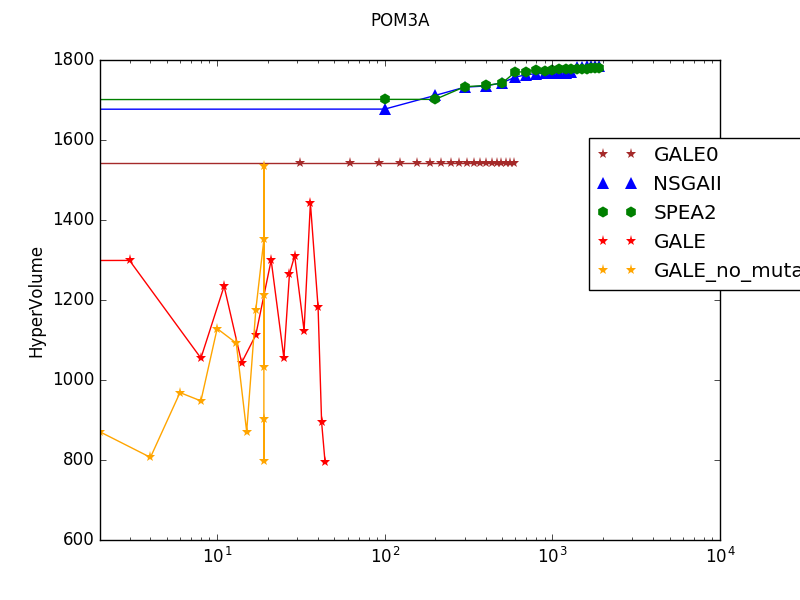 POM3A
HyperVolume
1800
1600
1400
1200
1000
800
600
10^1
10^2
10^3
10^4
GALE0
NSGAII
SPEA2
GALE
GALE_no_muta